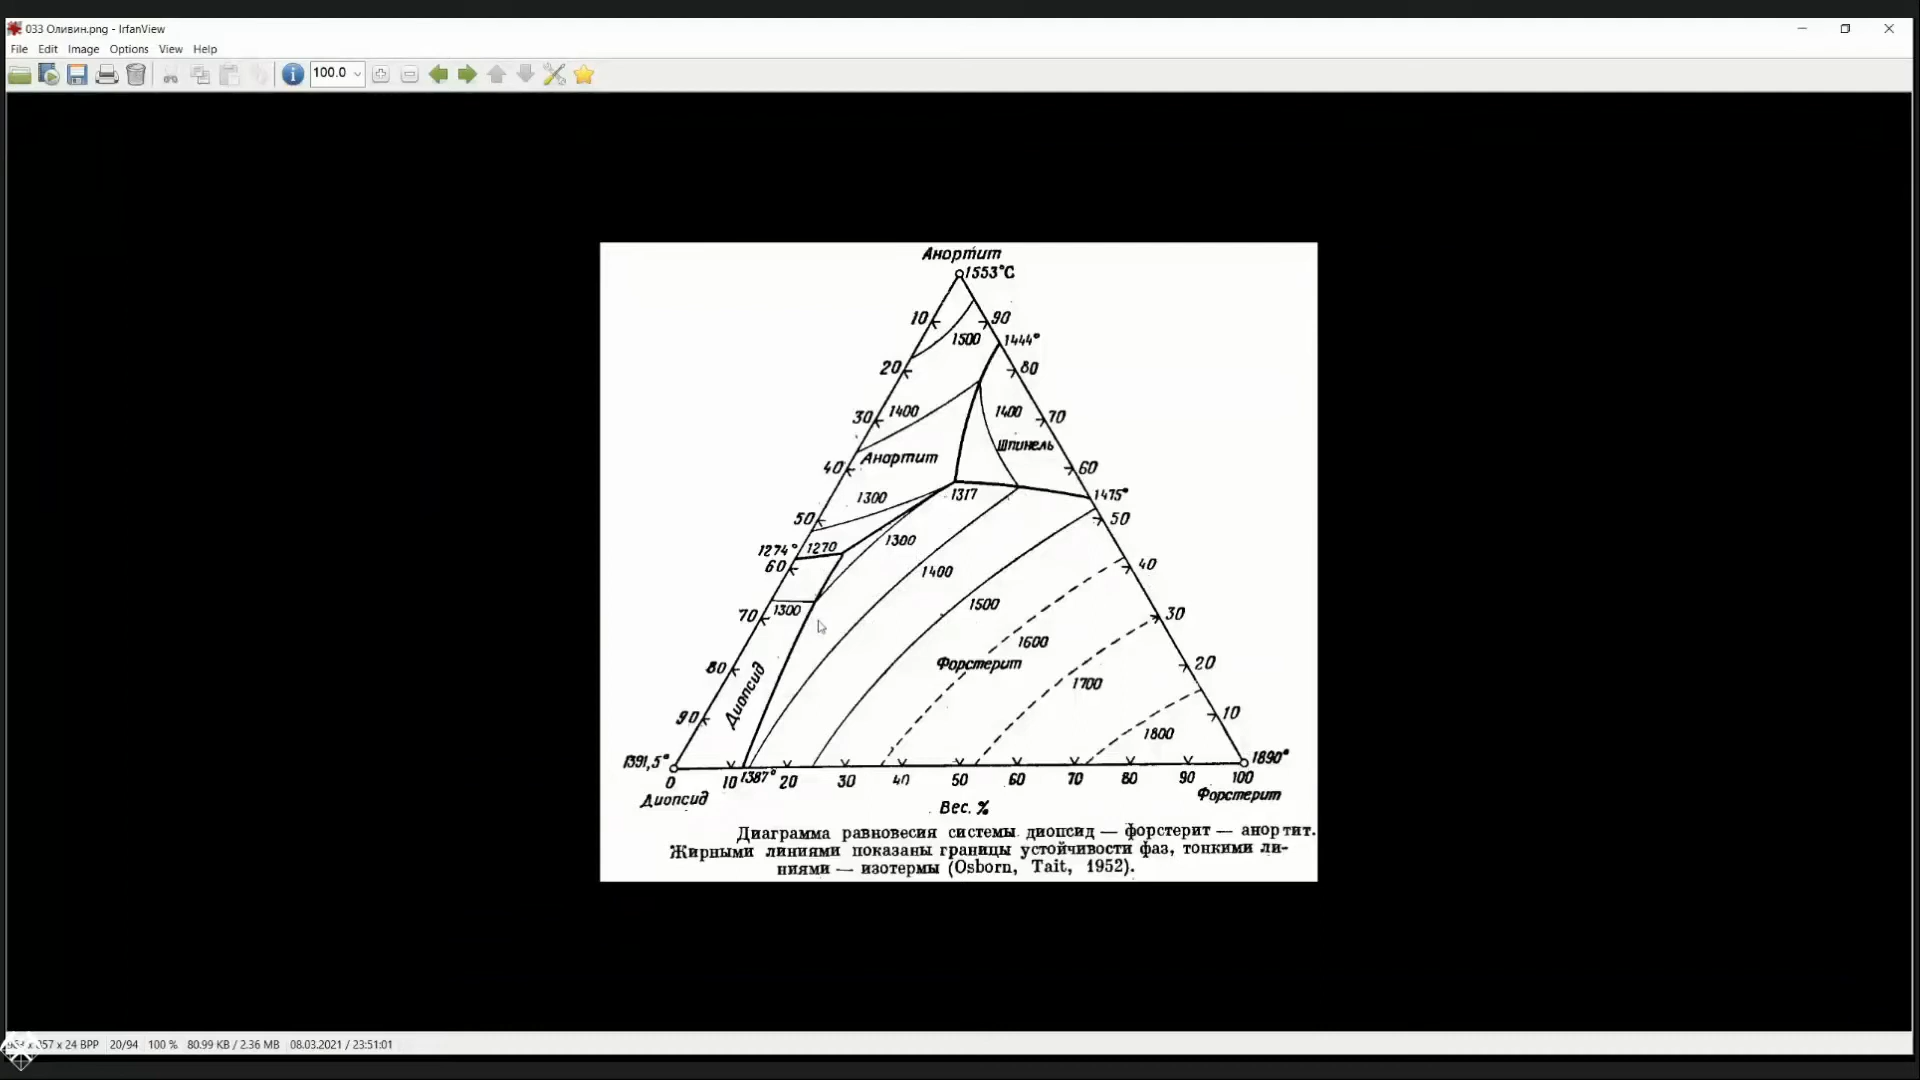 033 Оливин.png - IrfanView
File Edit Image Options View Help
100.0
Анортит
1553°C
10 90
1500 1444°
20 80
30 1400 1400 70
Шпинель
40 Анортит 60
1300 1317 1475°
50 50
1274° 1270 1300
60 1400 40
70 1300 1500 30
1600
80 Диопсид Форстерит 20
1700
90 10
1800
1391,5° 1890°
0 10 1387° 20 30 40 50 60 70 80 90 100
Диопсид Форстерит
Вес. %
Диаграмма равновесия системы диопсид — форстерит — анортит.
Жирными линиями показаны границы устойчивости фаз, тонкими ли-
ниями — изотермы (Osborn, Tait, 1952).
x 24 BPP 20/94 100 % 80.99 KB / 2.36 MB 08.03.2021 / 23:51:01